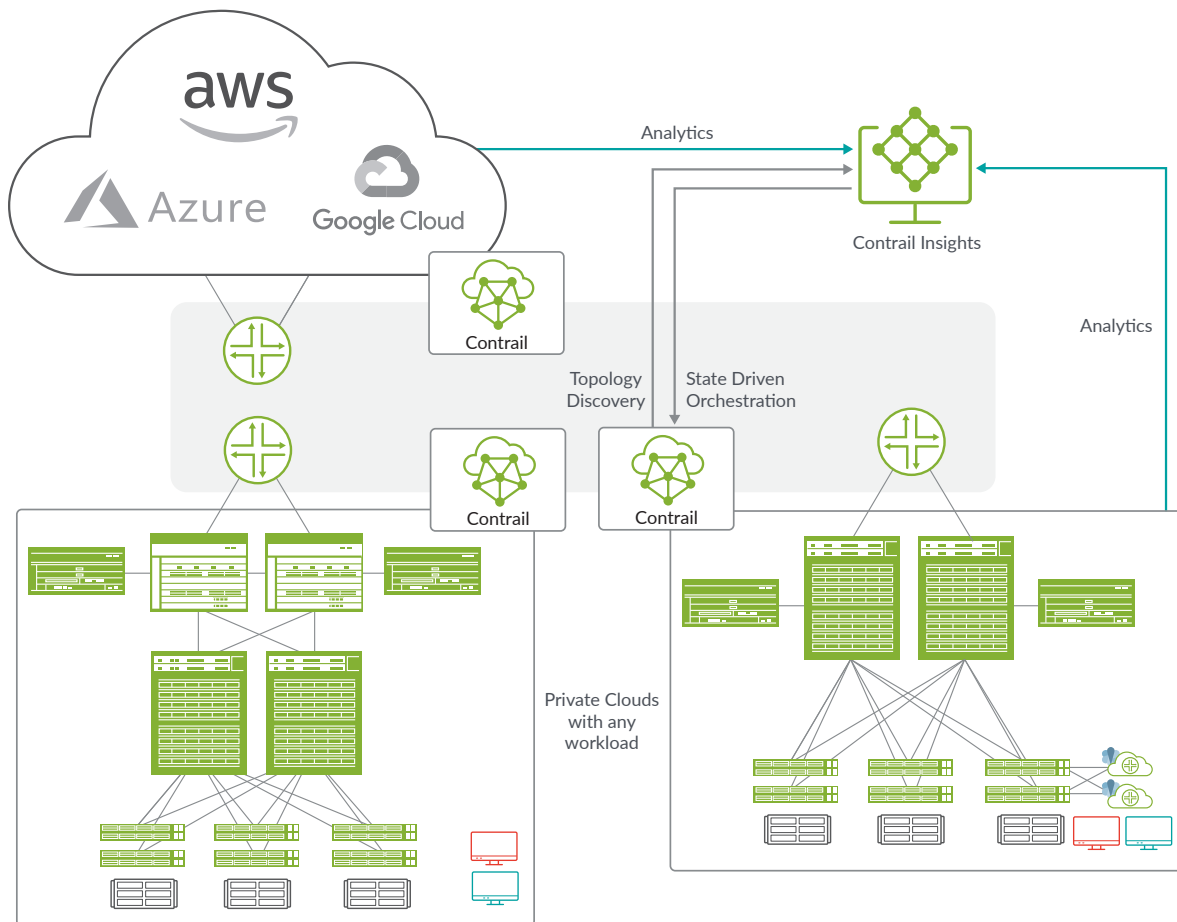 aws
Azure
Google Cloud
Analytics
Contrail Insights
Contrail
Analytics
Topology
Discovery
State Driven
Orchestration
Contrail
Contrail
Private Clouds
with any
workload